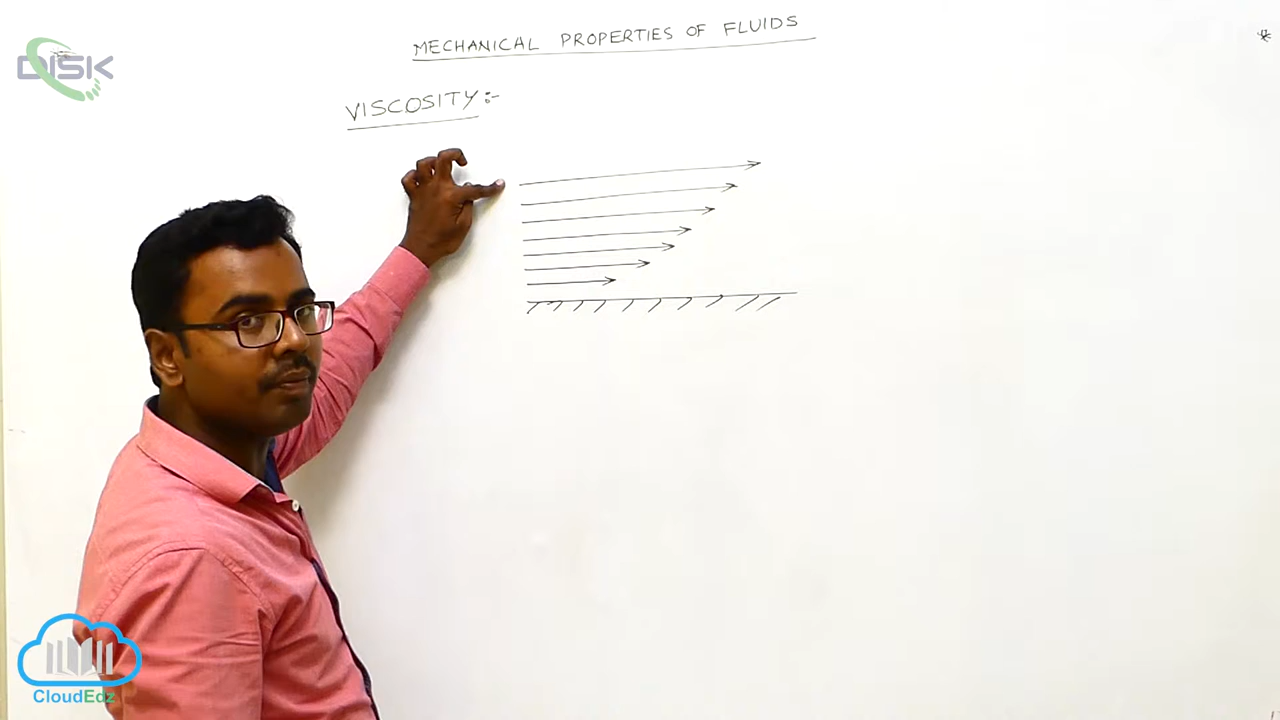 DISK
MECHANICAL PROPERTIES OF FLUIDS
VISCOSITY :-
CloudEdz